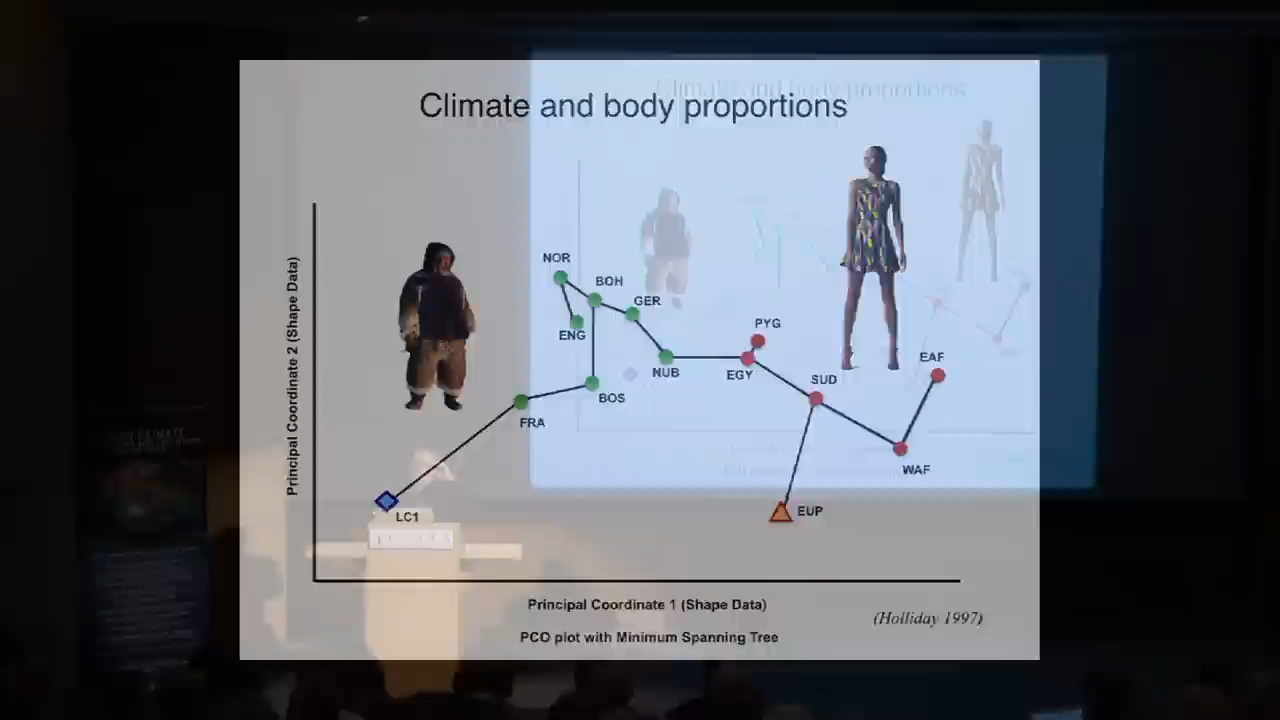 Climate and body proportions
Climate and body proportions
NOR
BOH
GER
ENG
PYG
NUB
EGY
SUD
EAF
BOS
FRA
WAF
LC1
EUP
Principal Coordinate 2 (Shape Data)
Principal Coordinate 1 (Shape Data)
(Holliday 1997)
PCO plot with Minimum Spanning Tree